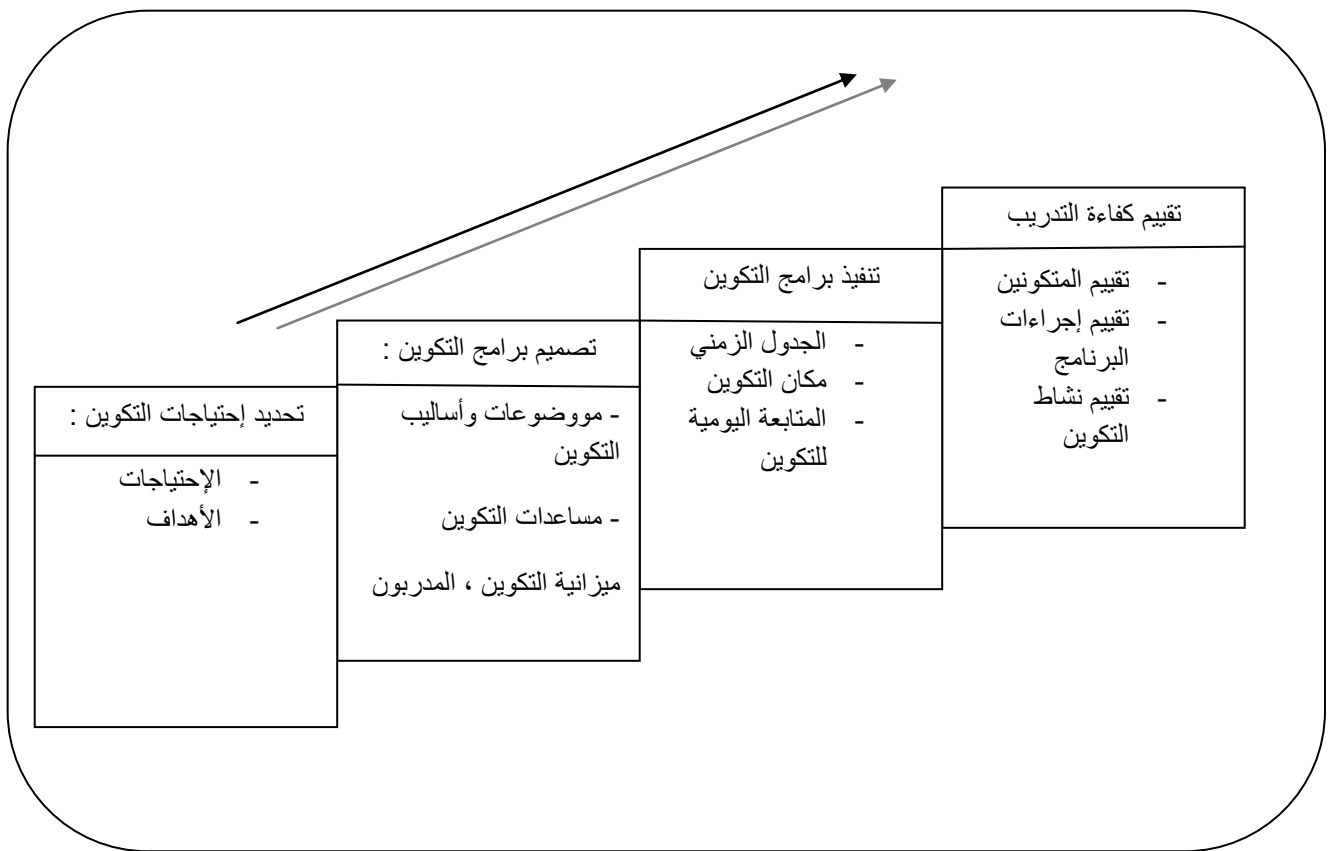 تحديد إحتياجات التكوين :
- الإحتياجات
- الأهداف
تصميم برامج التكوين :
- مووضوعات وأساليب
التكوين
- مساعدات التكوين
ميزانية التكوين ، المدربون
تنفيذ برامج التكوين
- الجدول الزمني
- مكان التكوين
- المتابعة اليومية
للتكوين
تقييم كفاءة التدريب
- تقييم المتكونين
- تقييم إجراءات
البرنامج
- تقييم نشاط
التكوين